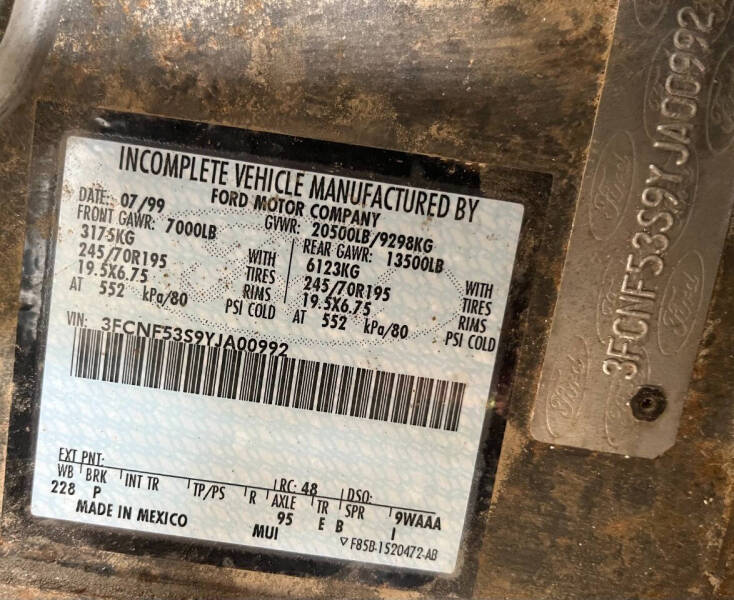 INCOMPLETE VEHICLE MANUFACTURED BY
FORD MOTOR COMPANY
DATE: 07/99 GVWR: 20500LB/9298KG
FRONT GAWR: 7000LB REAR GAWR: 13500LB
3175KG WITH 6123KG WITH
245/70R195 TIRES 245/70R195 TIRES
19.5X6.75 RIMS 19.5X6.75 RIMS
AT 552 kPa/80 PSI COLD AT 552 kPa/80 PSI COLD
VIN: 3FCNF53S9YJA00992
EXT PNT: RC: 48 DSO:
WB BRK INT TR TP/PS R AXLE TR SPR 9WAAA
228 P 95 E B I
MADE IN MEXICO MUI ▽ F85B-1520472-AB
3FCNF53S9YJA00992
Ford
Ford
Ford
Ford